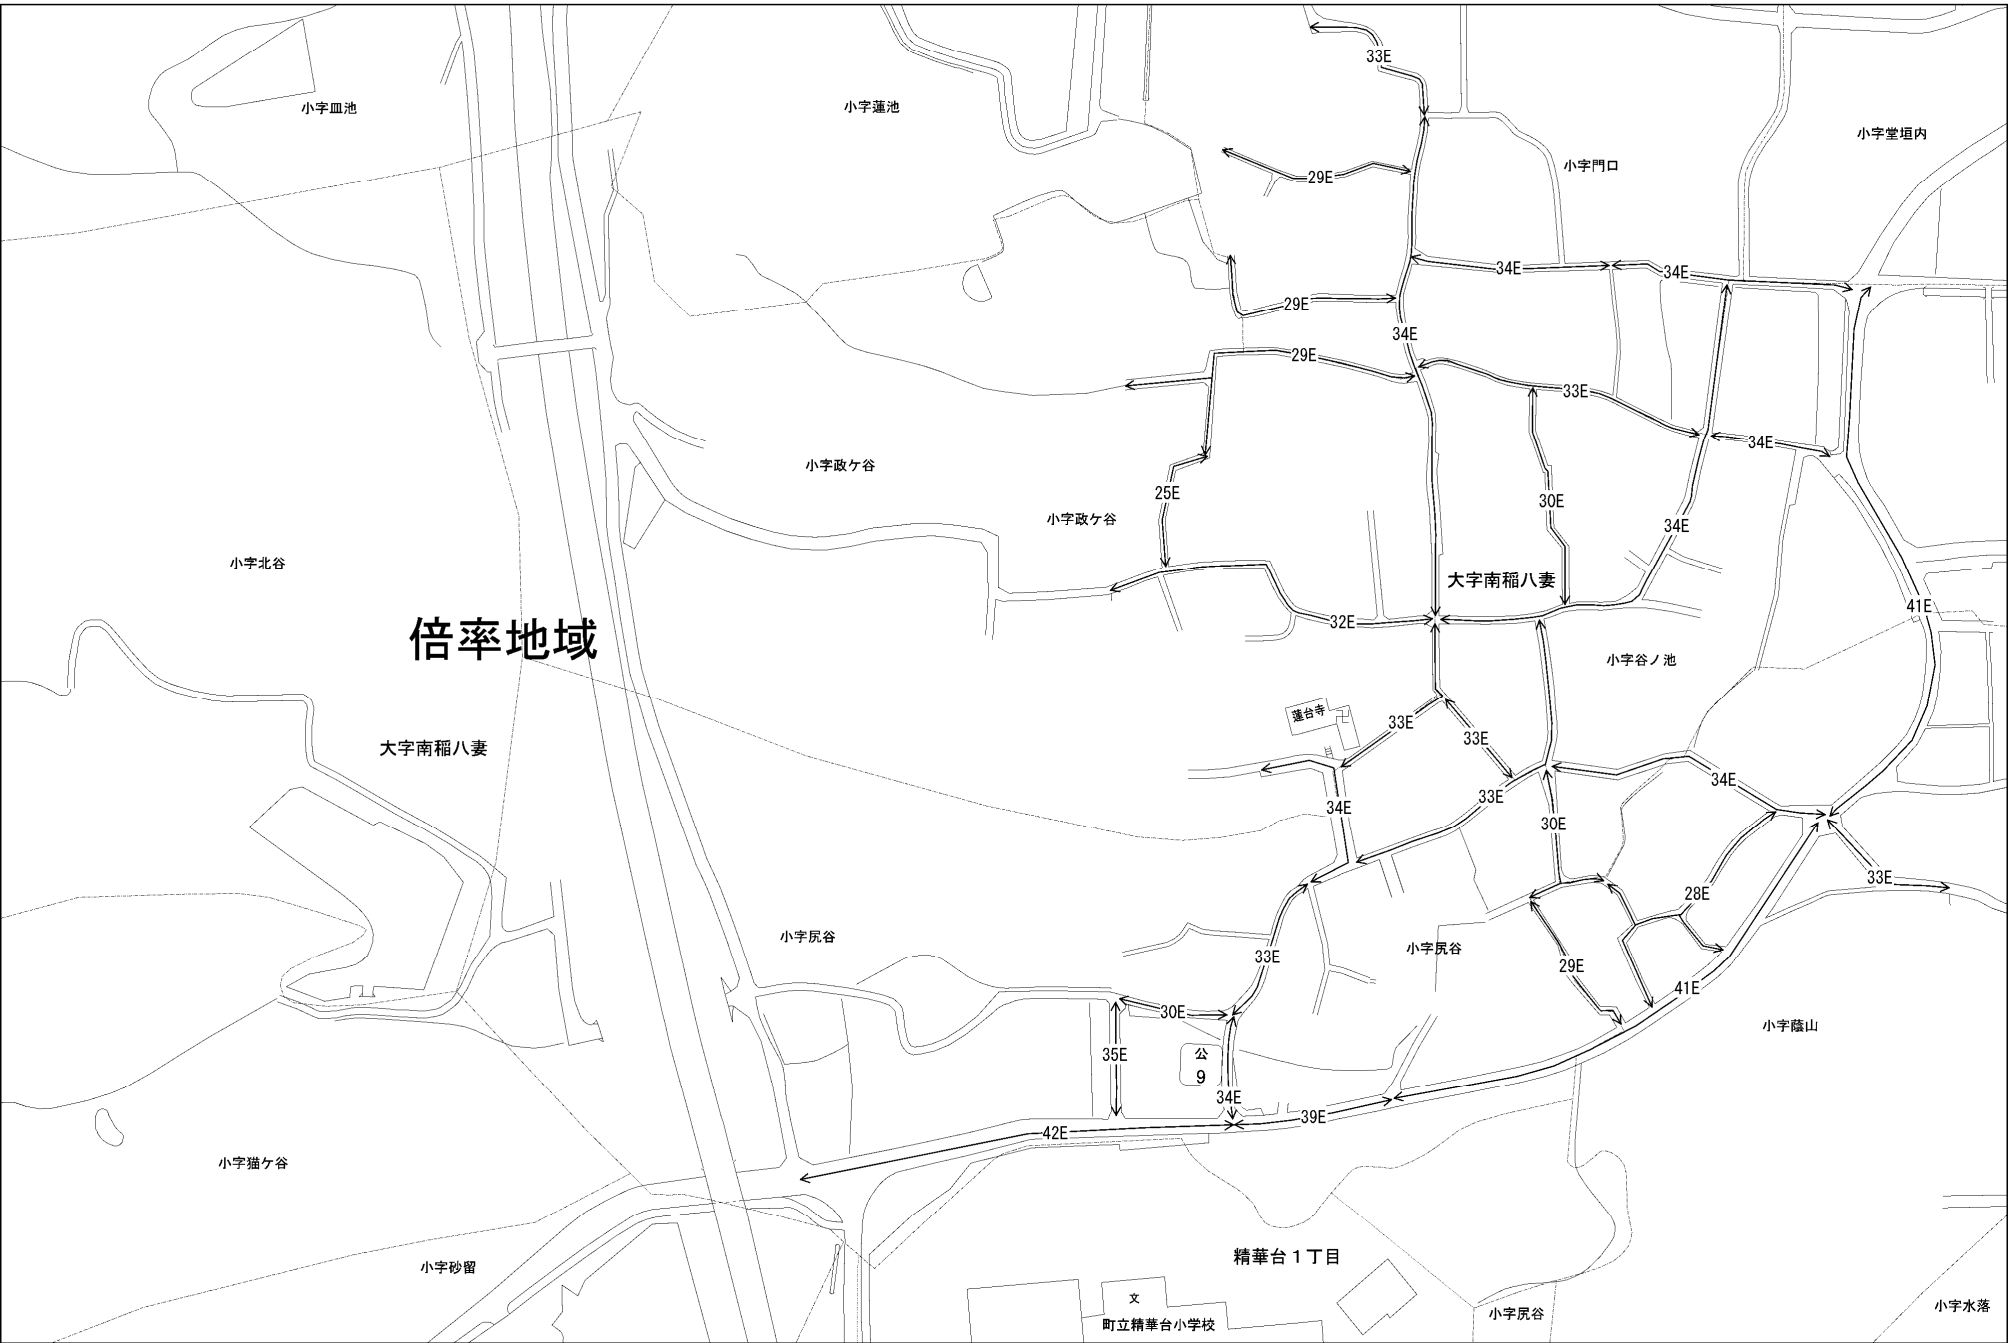 33E
小字皿池
小字蓮池
小字堂垣内
小字門口
29E
34E
34E
29E
34E
29E
33E
34E
小字政ケ谷
25E
30E
小字政ケ谷
34E
小字北谷
大字南稲八妻
41E
32E
倍率地域
小字谷ノ池
蓮台寺
33E
33E
大字南稲八妻
34E
33E
34E
30E
33E
28E
小字尻谷
小字尻谷
33E
29E
41E
30E
小字蔭山
35E
公
9
34E
39E
42E
小字猫ケ谷
精華台1丁目
小字砂留
文
小字水落
小字尻谷
町立精華台小学校